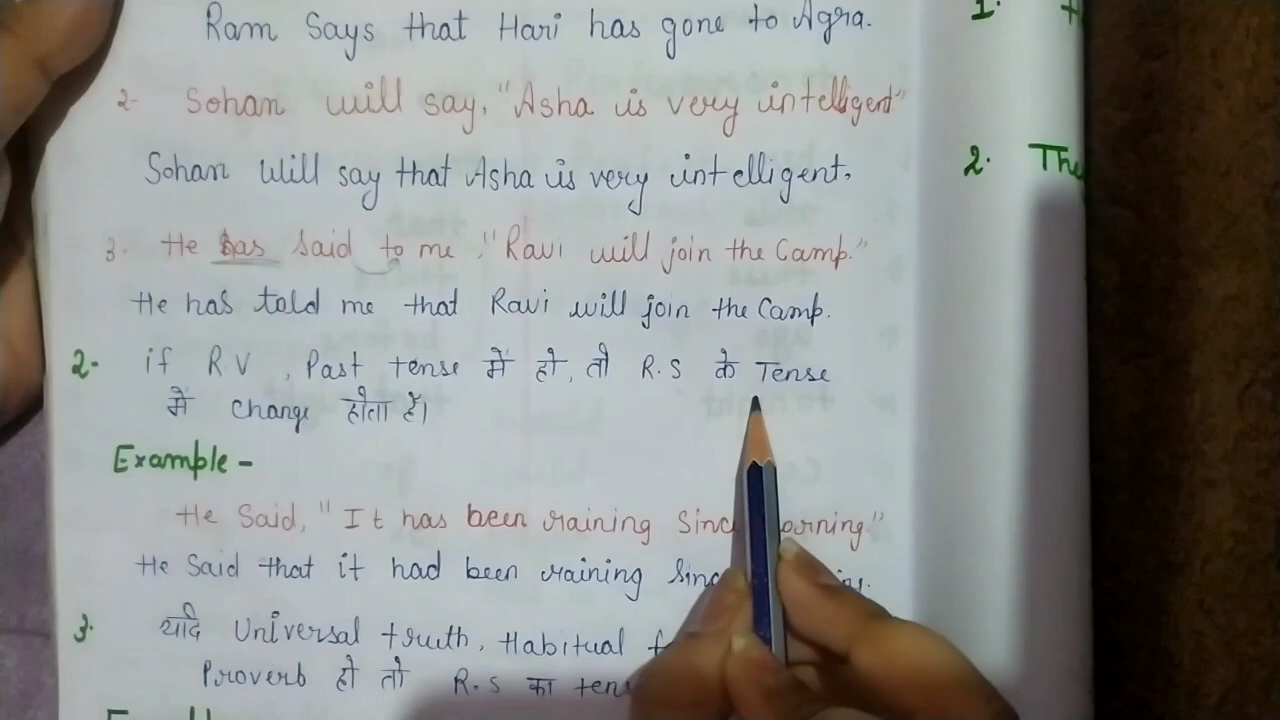 Ram Says that Hari has gone to Agra.
2- Sohan will say, "Asha is very intelligent"
Sohan Will say that Asha is very intelligent.
3. He has said to me, "Ravi will join the Camp."
He has told me that Ravi will join the Camp.
2- if R V, Past tense में हो, तो R.S के Tense
में change होता है।
Example -
He Said, "It has been raining
He Said that it had been raining
3. यदि Universal truth, Habitual
Proverb हो तो R.S का
1.
2.